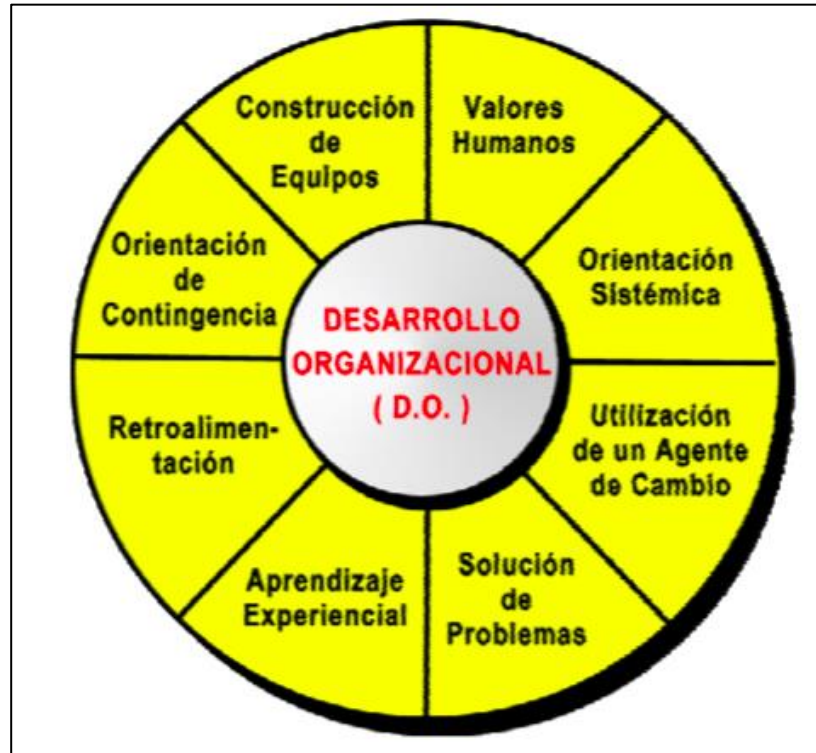 DESARROLLO
ORGANIZACIONAL
( D.O. )
Valores
Humanos
Orientación
Sistémica
Utilización
de un Agente
de Cambio
Solución
de
Problemas
Aprendizaje
Experiencial
Retroalimen-
tación
Orientación
de
Contingencia
Construcción
de
Equipos